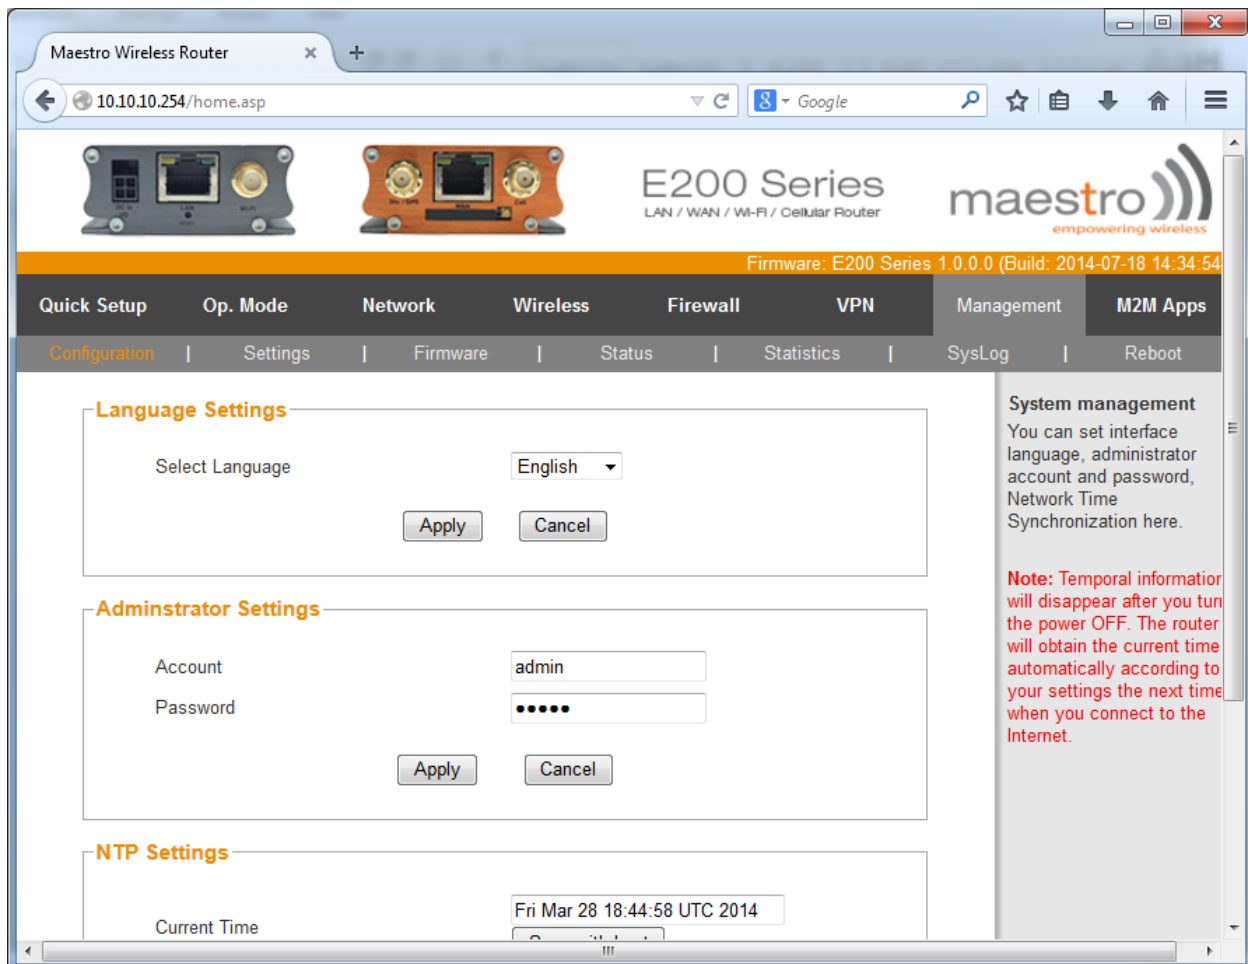 Maestro Wireless Router
10.10.10.254/home.asp
8 Google
E200 Series
LAN / WAN / WI-FI / Cellular Router
maestro
empowering wireless
Firmware: E200 Series 1.0.0.0 (Build: 2014-07-18 14:34:54
Quick Setup Op. Mode Network Wireless Firewall VPN Management M2M Apps
Configuration | Settings | Firmware | Status | Statistics | SysLog | Reboot
Language Settings
Select Language English
Apply Cancel
Adminstrator Settings
Account admin
Password •••••
Apply Cancel
NTP Settings
Current Time Fri Mar 28 18:44:58 UTC 2014
System management
You can set interface
language, administrator
account and password,
Network Time
Synchronization here.
Note: Temporal information
will disappear after you turn
the power OFF. The router
will obtain the current time
automatically according to
your settings the next time
when you connect to the
Internet.